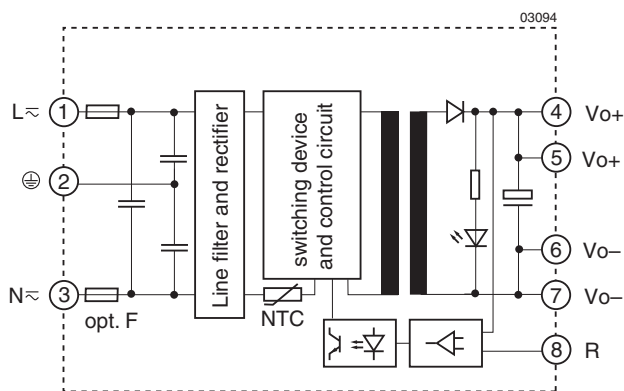 03094
L≂ 1
2
N≂ 3
opt. F
Line filter and rectifier
switching device
and control circuit
NTC
4 Vo+
5 Vo+
6 Vo–
7 Vo–
8 R